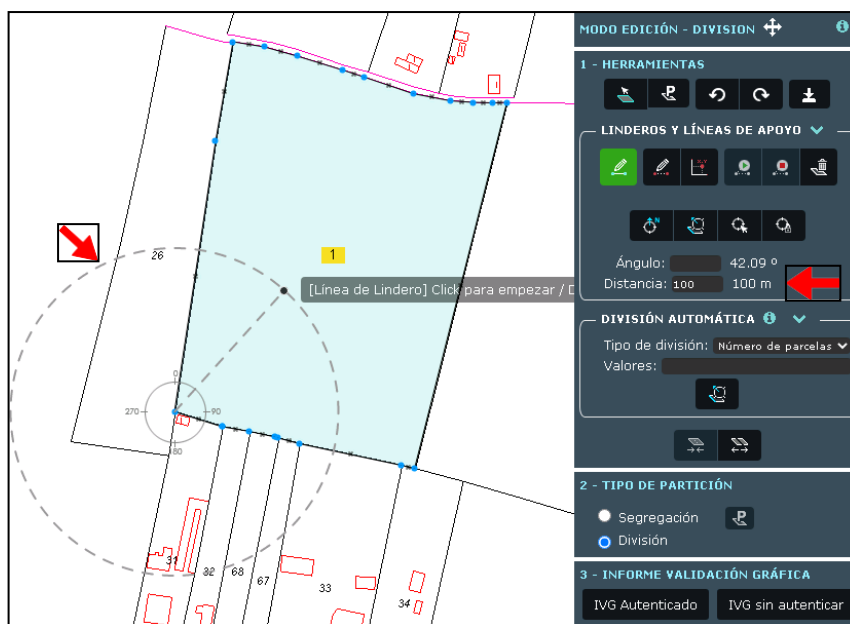 MODO EDICIÓN - DIVISION
1 - HERRAMIENTAS
LINDEROS Y LÍNEAS DE APOYO
X,Y
N
Ángulo: 42.09 º
Distancia: 100 100 m
DIVISIÓN AUTOMÁTICA
Tipo de división: Número de parcelas
Valores:
2 - TIPO DE PARTICIÓN
Segregación
División
3 - INFORME VALIDACIÓN GRÁFICA
IVG Autenticado IVG sin autenticar
26
1
[Línea de Lindero] Click para empezar / D
0
270 90
180
31
32
68
67
33
34